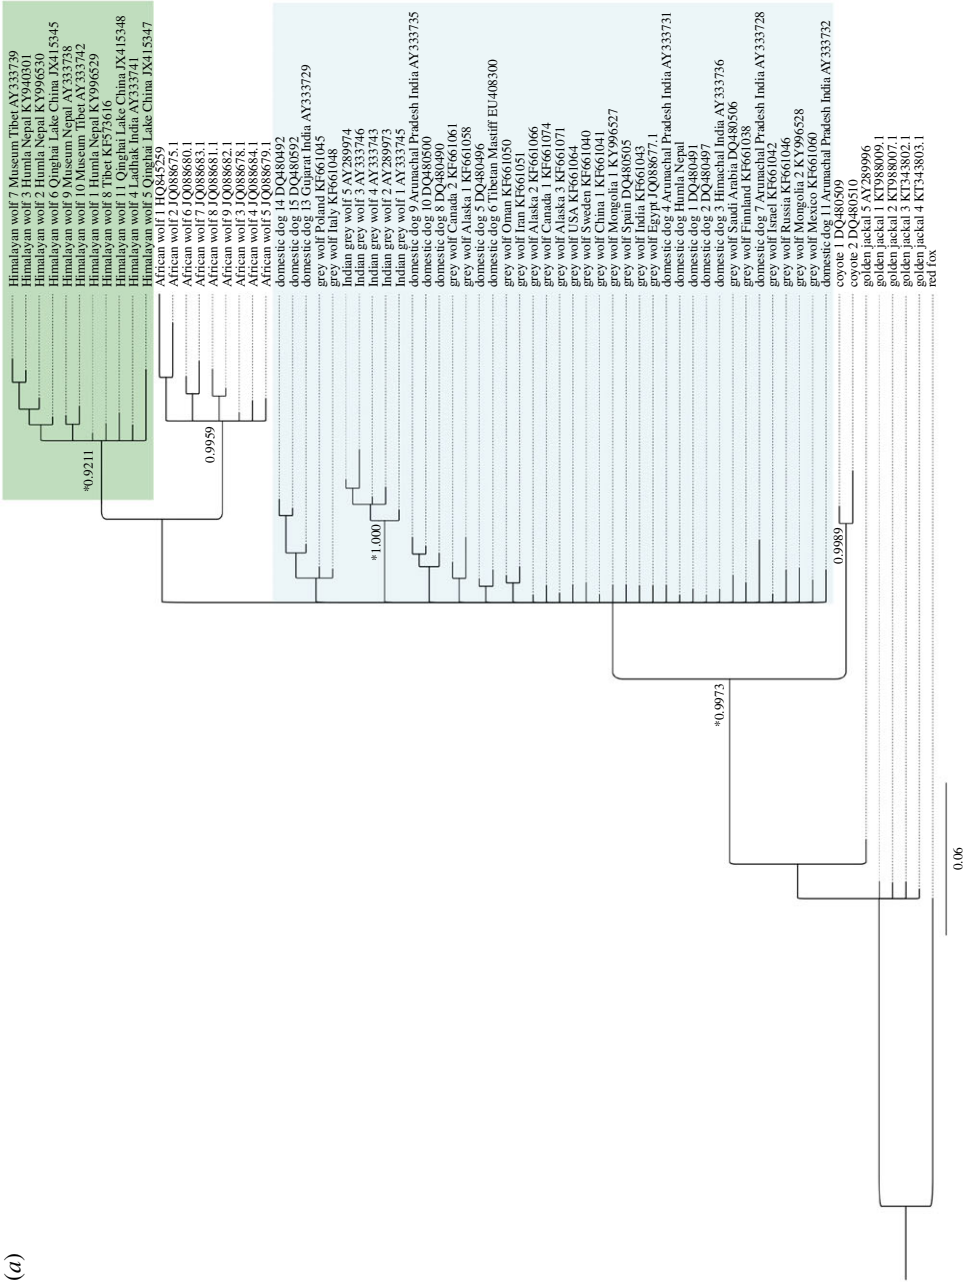 (a)
Himalayan wolf 7 Museum Tibet AY333739
Himalayan wolf 3 Humla Nepal KY940301
Himalayan wolf 2 Humla Nepal KY996530
Himalayan wolf 6 Qinghai Lake China JX415345
Himalayan wolf 9 Museum Nepal AY333738
Himalayan wolf 10 Museum Tibet AY333742
Himalayan wolf 1 Humla Nepal KY996529
Himalayan wolf 8 Tibet KF573616
Himalayan wolf 11 Qinghai Lake China JX415348
Himalayan wolf 4 Ladhak India AY333741
Himalayan wolf 5 Qinghai Lake China JX415347
African wolf 1 HQ845259
African wolf 2 JQ088675.1
African wolf 6 JQ088680.1
African wolf 7 JQ088683.1
African wolf 8 JQ088681.1
African wolf 9 JQ088682.1
African wolf 3 JQ088678.1
African wolf 4 JQ088684.1
African wolf 5 JQ088679.1
domestic dog 14 DQ480492
domestic dog 15 DQ480592
domestic dog 13 Gujarat India AY333729
grey wolf Poland KF661045
grey wolf Italy KF661048
Indian grey wolf 5 AY289974
Indian grey wolf 3 AY333746
Indian grey wolf 4 AY333743
Indian grey wolf 2 AY289973
Indian grey wolf 1 AY333745
domestic dog 9 Arunachal Pradesh India AY333735
domestic dog 10 DQ480500
domestic dog 8 DQ480490
grey wolf Canada 2 KF661061
grey wolf Alaska 1 KF661058
domestic dog 5 DQ480496
domestic dog 6 Tibetan Mastiff EU408300
grey wolf Oman KF661050
grey wolf Iran KF661051
grey wolf Alaska 2 KF661066
grey wolf Canada 1 KF661074
grey wolf Alaska 3 KF661071
grey wolf USA KF661064
grey wolf Sweden KF661040
grey wolf China 1 KF661041
grey wolf Mongolia 1 KY996527
grey wolf Spain DQ480505
grey wolf India KF661043
grey wolf Egypt JQ088677.1
domestic dog 4 Arunachal Pradesh India AY333731
domestic dog Humla Nepal
domestic dog 1 DQ480491
domestic dog 2 DQ480497
domestic dog 3 Himachal India AY333736
grey wolf Saudi Arabia DQ480506
grey wolf Finnland KF661038
domestic dog 7 Arunachal Pradesh India AY333728
grey wolf Israel KF661042
grey wolf Russia KF661046
grey wolf Mongolia 2 KY996528
grey wolf Mexico KF661060
domestic dog Arunachal Pradesh India AY333732
coyote 1 DQ480509
coyote 2 DQ480510
golden jackal 5 AY289996
golden jackal 1 KT988009.1
golden jackal 2 KT988007.1
golden jackal 3 KT343802.1
golden jackal 4 KT343803.1
red fox
*0.9211
0.9959
*1.000
0.9989
*0.9973
0.06